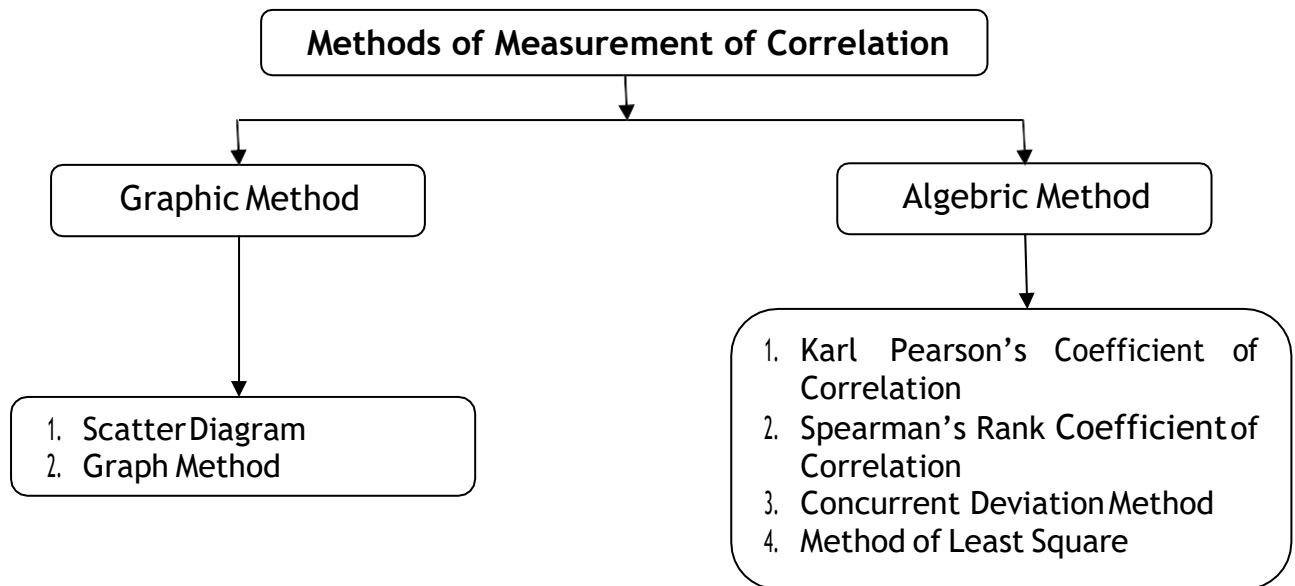 Methods of Measurement of Correlation
Graphic Method
Algebric Method
1. Scatter Diagram
2. Graph Method
1. Karl Pearson’s Coefficient of
Correlation
2. Spearman’s Rank Coefficient of
Correlation
3. Concurrent Deviation Method
4. Method of Least Square